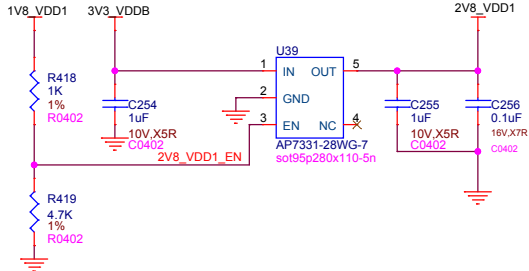 1V8_VDD1
3V3_VDDB
2V8_VDD1
R418
1K
1%
R0402
C254
1uF
10V,X5R
C0402
U39
1 IN OUT 5
2 GND
3 EN NC 4
AP7331-28WG-7
sot95p280x110-5n
C255
1uF
10V,X5R
C0402
C256
0.1uF
16V,X7R
C0402
2V8_VDD1_EN
R419
4.7K
1%
R0402